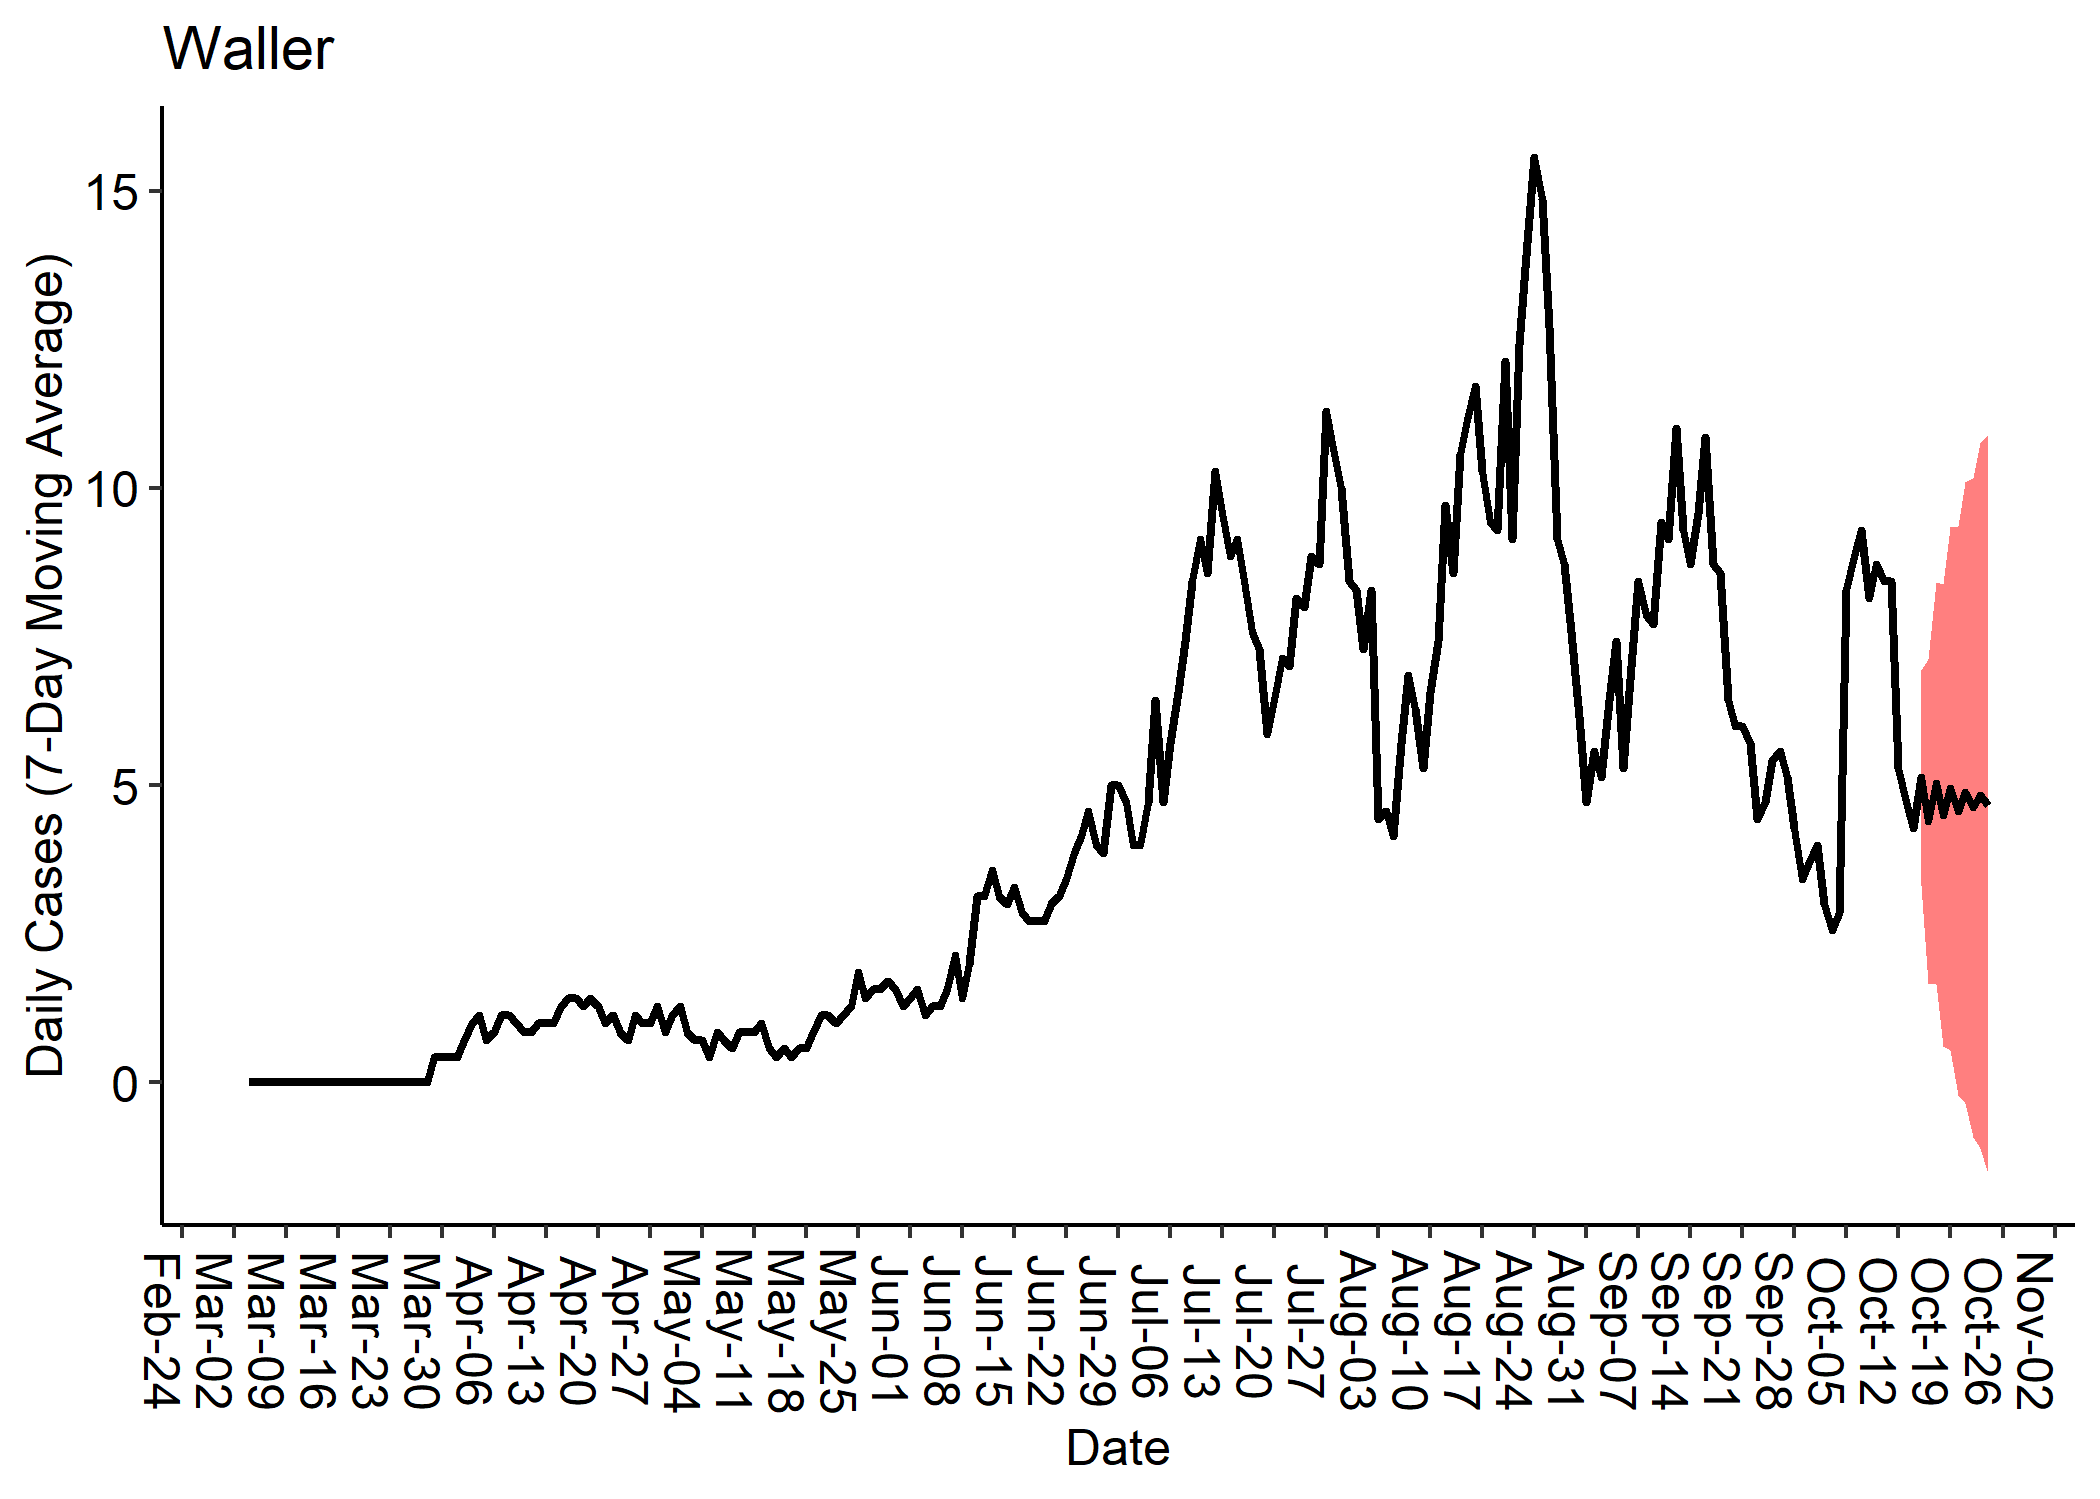 Waller
Daily Cases (7-Day Moving Average)
15
10
5
0
Feb-24
Mar-02
Mar-09
Mar-16
Mar-23
Mar-30
Apr-06
Apr-13
Apr-20
Apr-27
May-04
May-11
May-18
May-25
Jun-01
Jun-08
Jun-15
Jun-22
Jun-29
Jul-06
Jul-13
Jul-20
Jul-27
Aug-03
Aug-10
Aug-17
Aug-24
Aug-31
Sep-07
Sep-14
Sep-21
Sep-28
Oct-05
Oct-12
Oct-19
Oct-26
Nov-02
Date